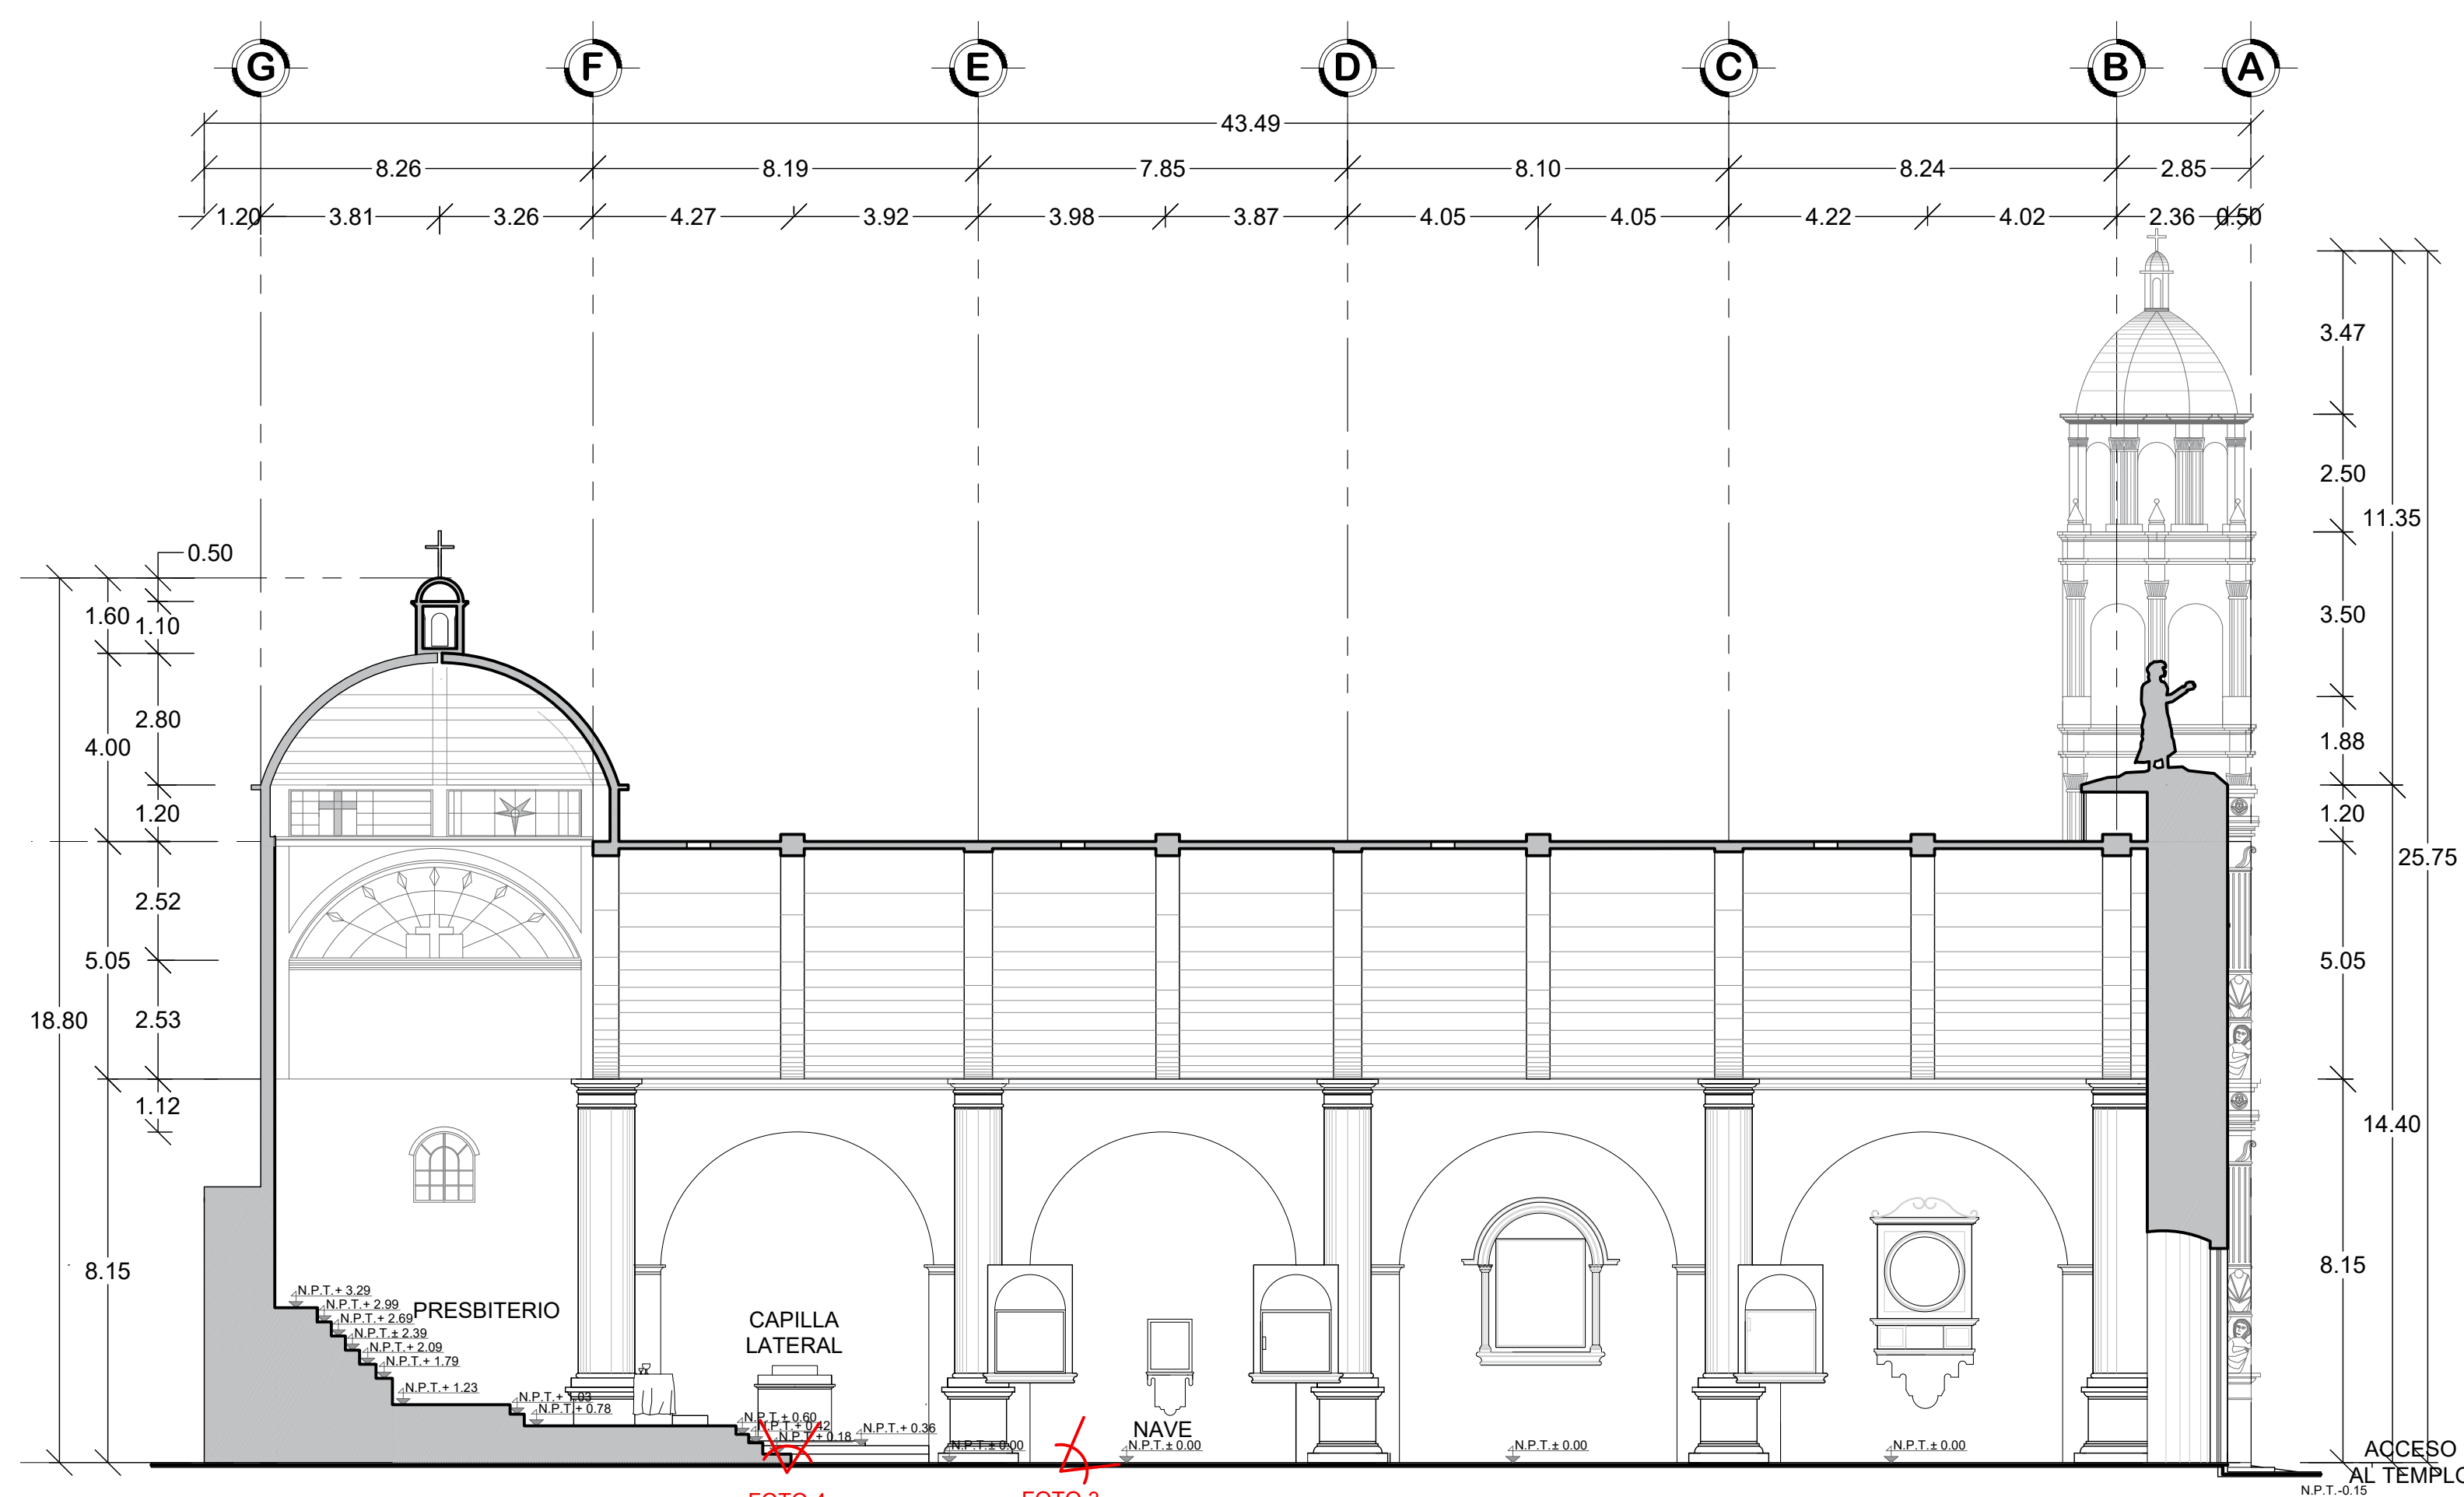 G F E D C B A
43.49
8.26 8.19 7.85 8.10 8.24 2.85
1.20 3.81 3.26 4.27 3.92 3.98 3.87 4.05 4.05 4.22 4.02 2.36 0.50
3.47
2.50
11.35
0.50
1.60
1.10
3.50
2.80
4.00
1.88
1.20
1.20
25.75
2.52
5.05
5.05
18.80
2.53
1.12
14.40
8.15
8.15
N.P.T.+ 3.29
N.P.T.+ 2.99
N.P.T.+ 2.69
N.P.T.± 2.39
N.P.T.+ 2.09
N.P.T.+ 1.79
N.P.T.+ 1.23
N.P.T.+ 1.03
N.P.T.+ 0.78
PRESBITERIO
CAPILLA
LATERAL
N.P.T.+ 0.60
N.P.T.+ 0.42
N.P.T.+ 0.18
N.P.T.+ 0.36
NAVE
N.P.T.± 0.00
N.P.T.± 0.00
N.P.T.± 0.00
N.P.T.± 0.00
ACCESO
AL TEMPLO
N.P.T.-0.15